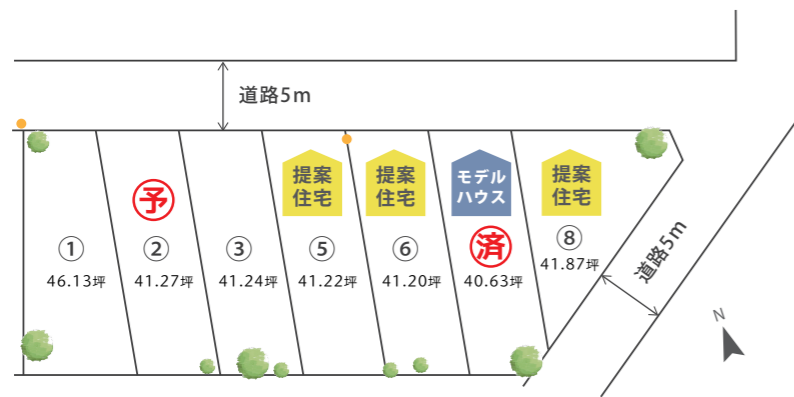 道路5m
提案
住宅
提案
住宅
モデル
ハウス
提案
住宅
予
済
①
46.13坪
②
41.27坪
③
41.24坪
⑤
41.22坪
⑥
41.20坪
40.63坪
⑧
41.87坪
道路5m
N